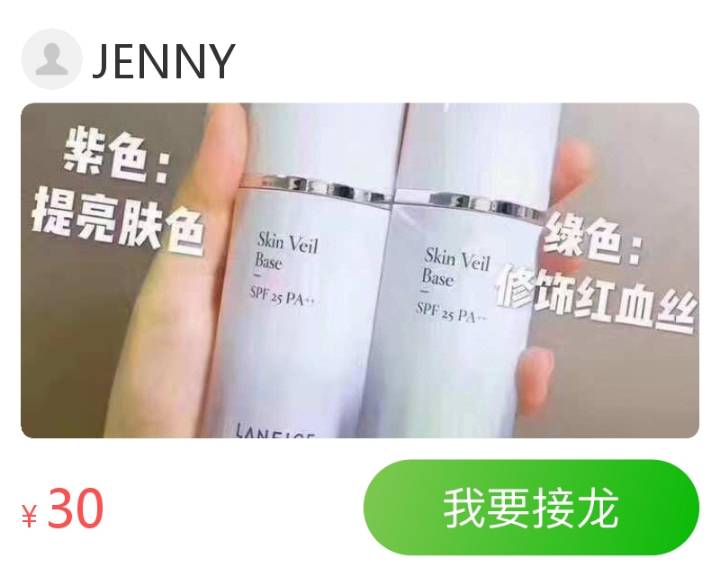 JENNY
紫色：
提亮肤色
Skin Veil
Base
SPF 25 PA++
LANEIGE
Skin Veil
Base
SPF 25 PA++
绿色：
修饰红血丝
¥ 30
我要接龙